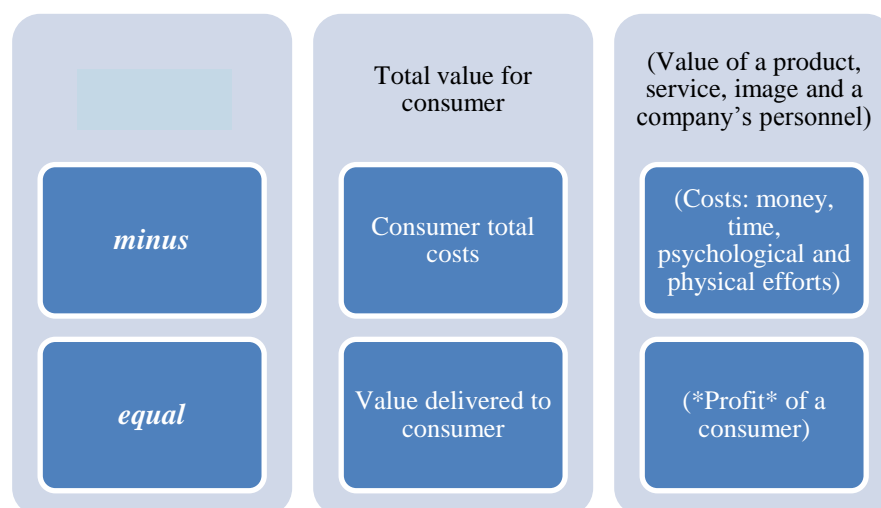 Total value for
consumer
(Value of a product,
service, image and a
company's personnel)
minus
Consumer total
costs
(Costs: money,
time,
psychological and
physical efforts)
equal
Value delivered to
consumer
(*Profit* of a
consumer)